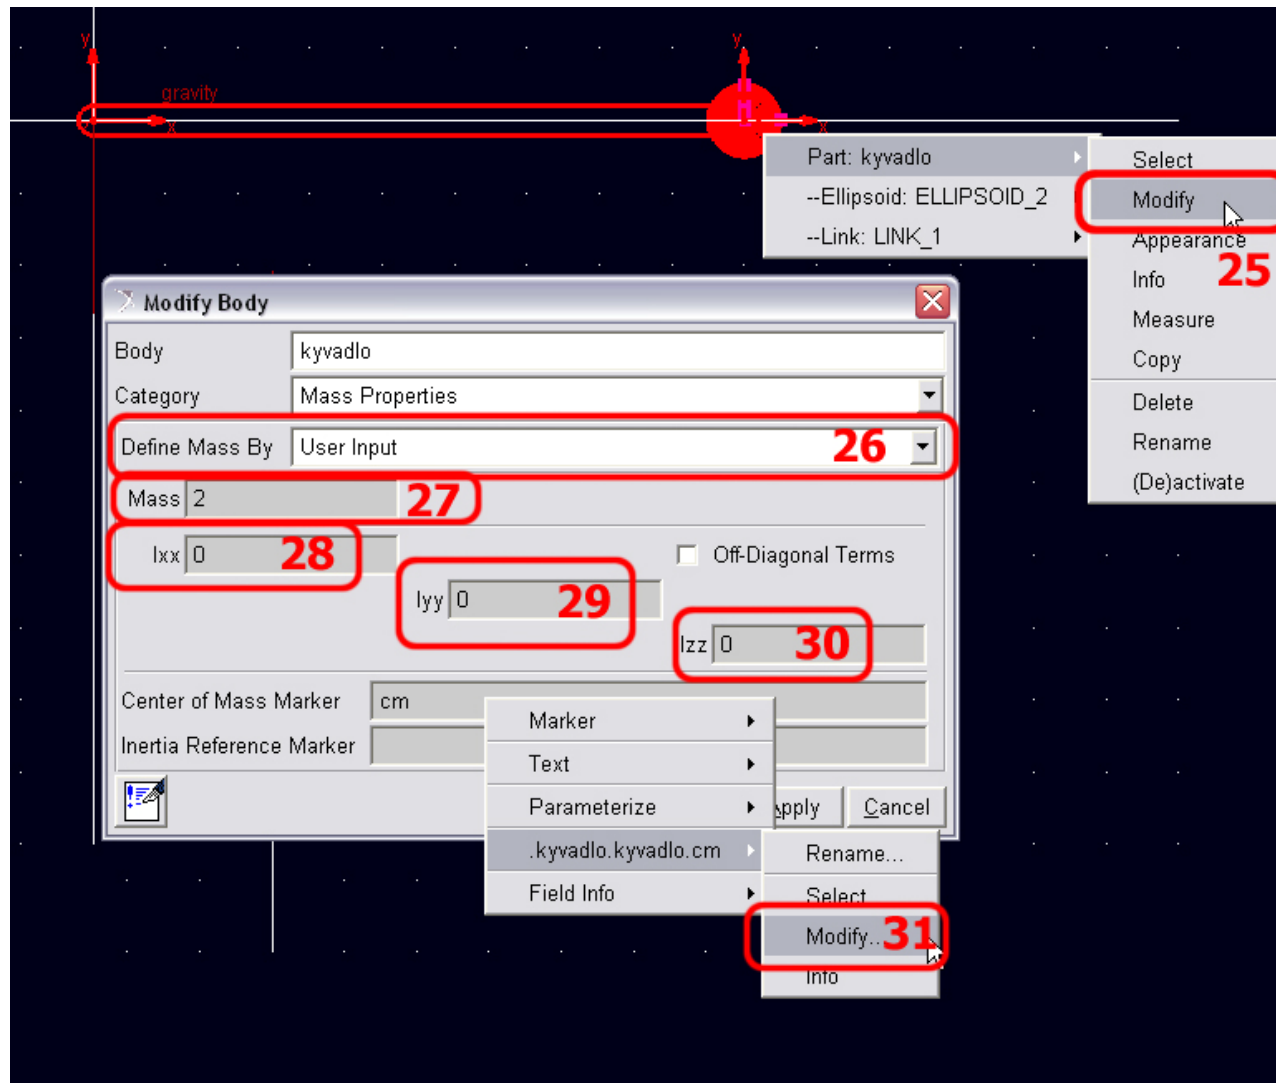 y
y
gravity
x
x
Part: kyvadlo
--Ellipsoid: ELLIPSOID_2
--Link: LINK_1
Select
Modify
Appearance
25
Info
Measure
Copy
Delete
Rename
(De)activate
Modify Body
Body kyvadlo
Category Mass Properties
Define Mass By User Input 26
Mass 2 27
Ixx 0 28
Off-Diagonal Terms
Iyy 0 29
Izz 0 30
Center of Mass Marker cm
Inertia Reference Marker
Apply Cancel
Marker
Text
Parameterize
.kyvadlo.kyvadlo.cm
Field Info
Rename...
Select
Modify.. 31
Info